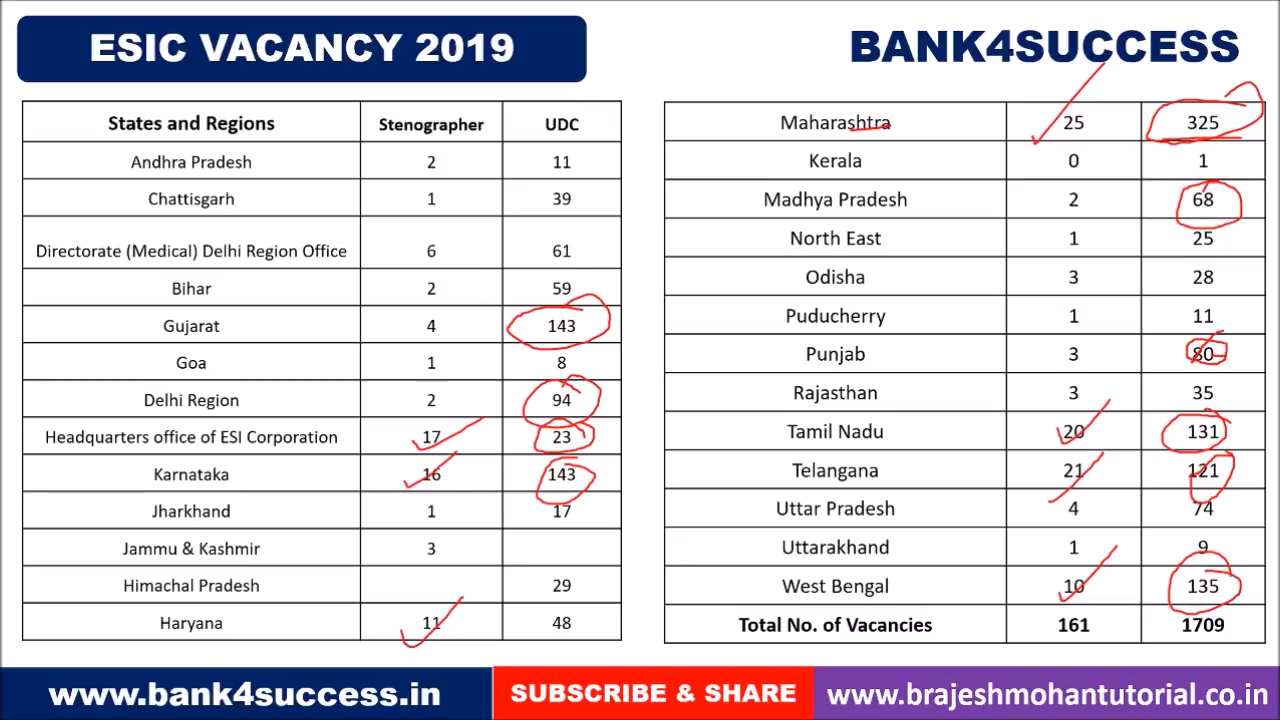 ESIC VACANCY 2019
BANK4SUCCESS
States and Regions Stenographer UDC
Andhra Pradesh 2 11
Chattisgarh 1 39
Directorate (Medical) Delhi Region Office 6 61
Bihar 2 59
Gujarat 4 143
Goa 1 8
Delhi Region 2 94
Headquarters office of ESI Corporation 17 23
Karnataka 16 143
Jharkhand 1 17
Jammu & Kashmir 3
Himachal Pradesh 29
Haryana 11 48
Maharashtra 25 325
Kerala 0 1
Madhya Pradesh 2 68
North East 1 25
Odisha 3 28
Puducherry 1 11
Punjab 3 80
Rajasthan 3 35
Tamil Nadu 20 131
Telangana 21 121
Uttar Pradesh 4 74
Uttarakhand 1 9
West Bengal 10 135
Total No. of Vacancies 161 1709
www.bank4success.in SUBSCRIBE & SHARE www.brajeshmohantutorial.co.in